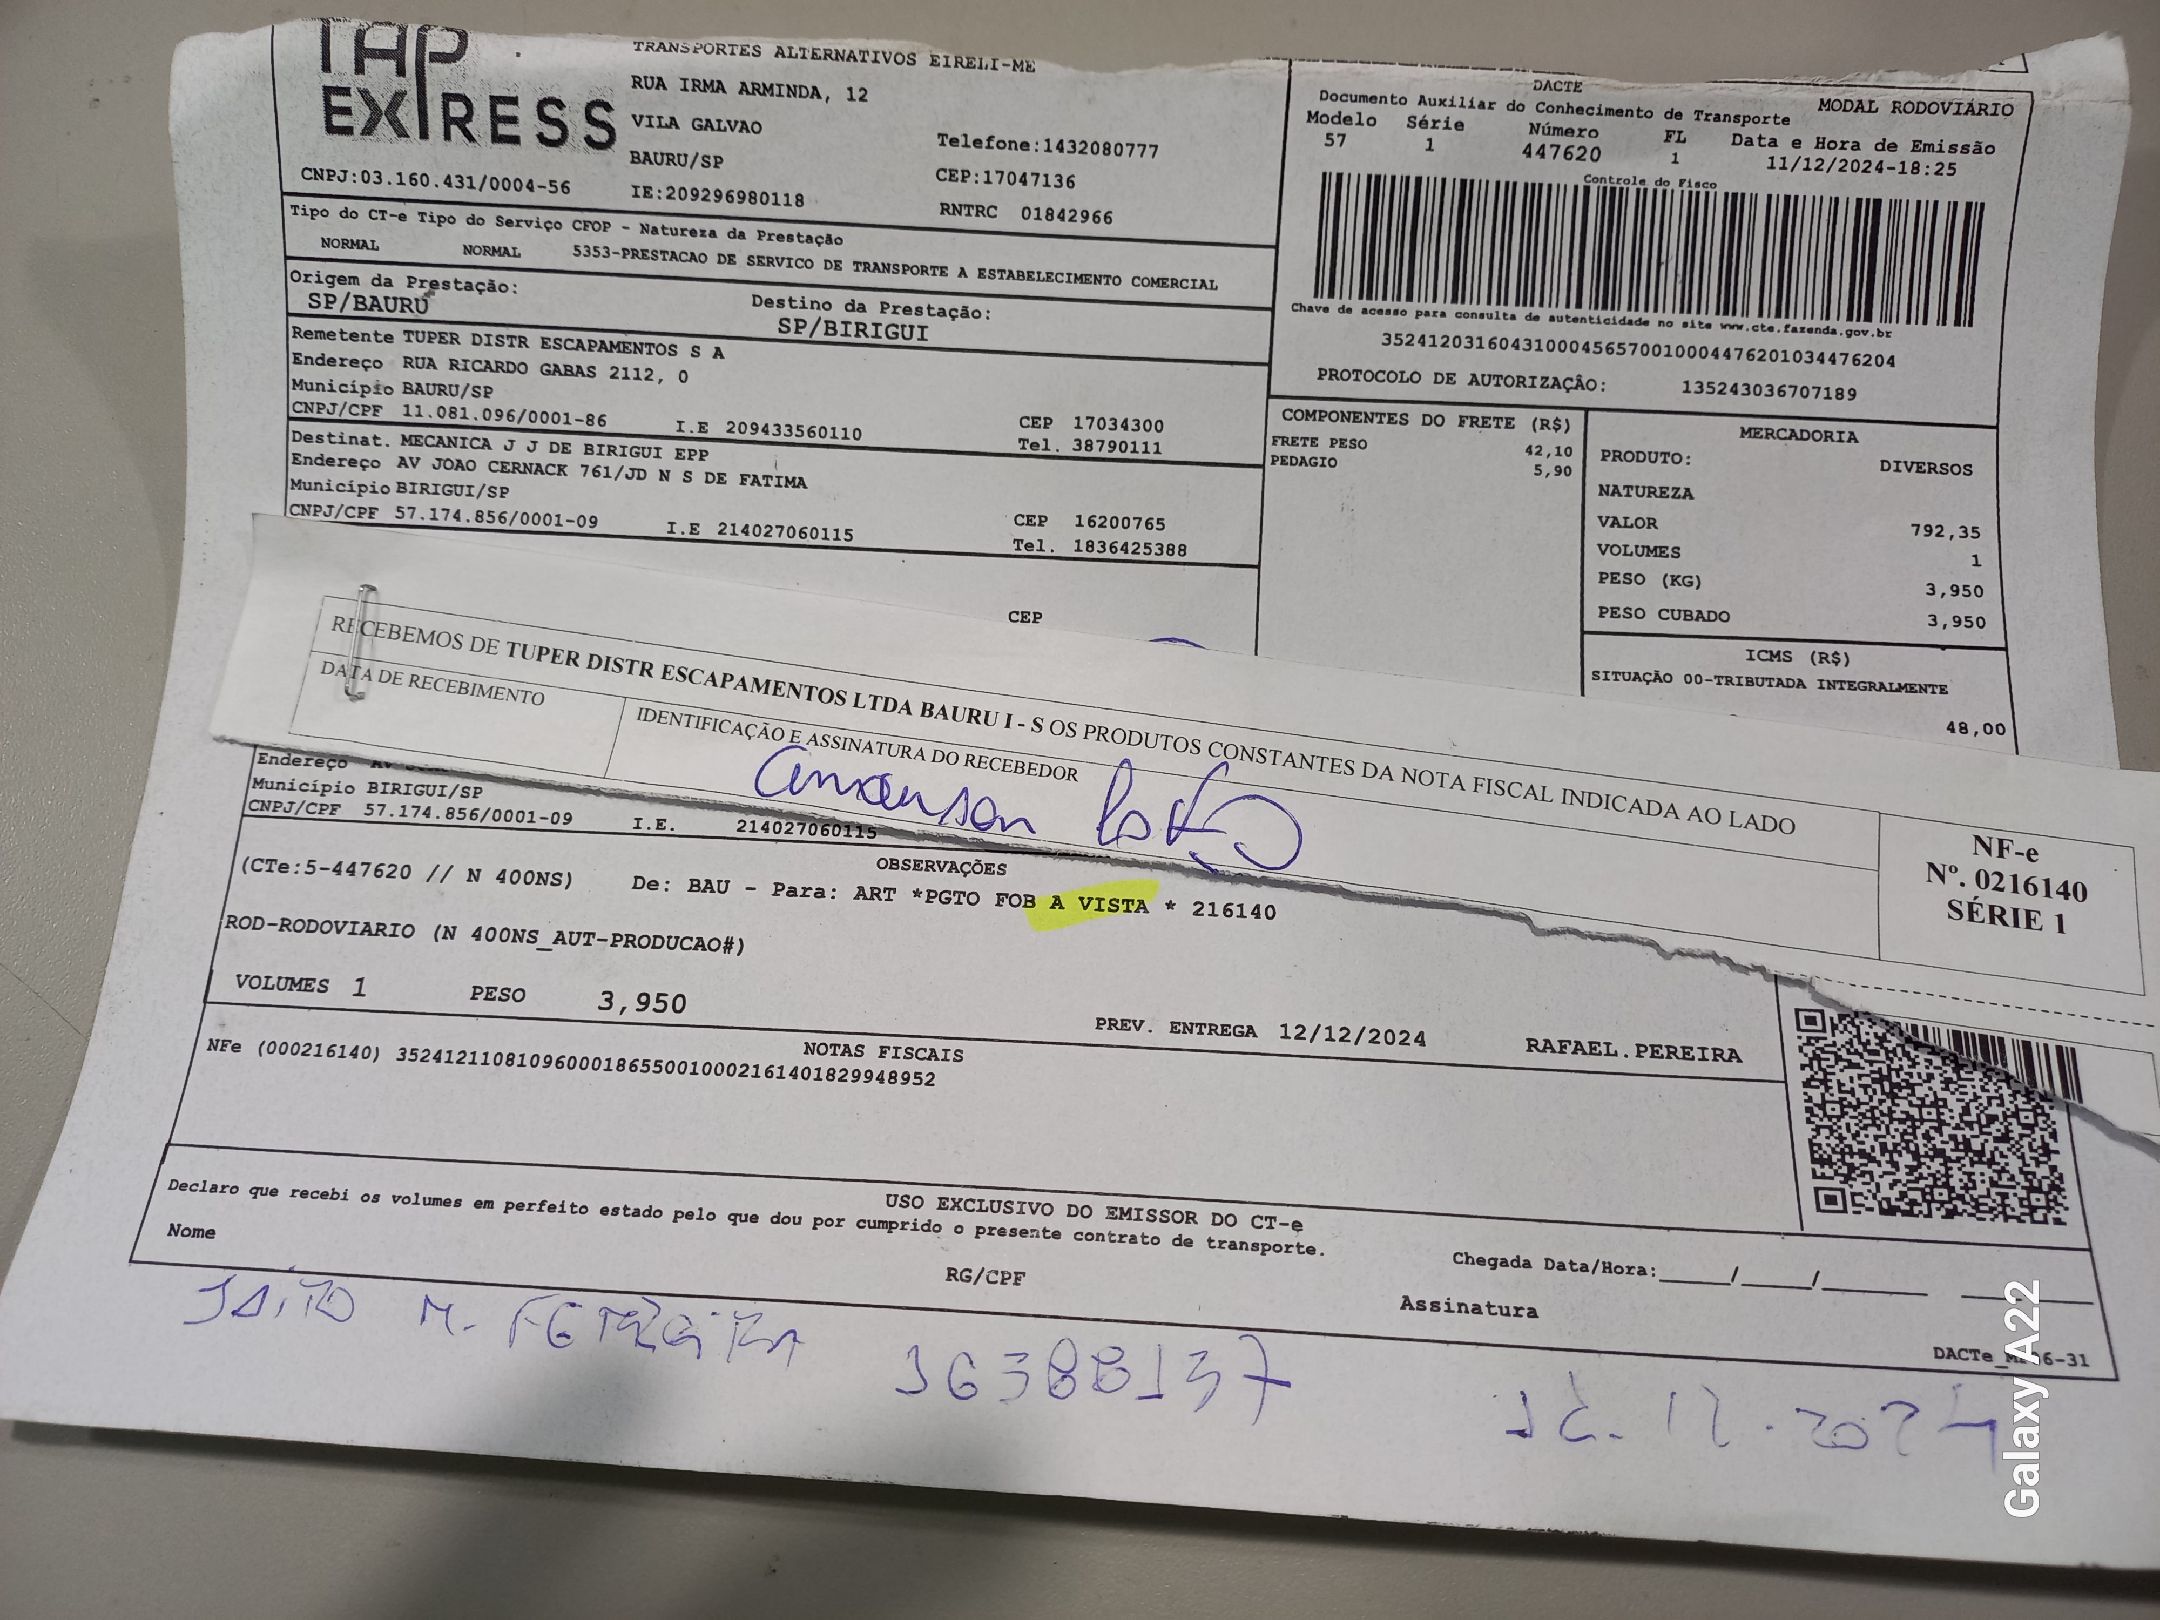 TAP
EXPRESS
TRANSPORTES ALTERNATIVOS EIRELI-ME
RUA IRMA ARMINDA, 12
VILA GALVAO
BAURU/SP
IE:209296980118
Telefone:1432080777
CEP:17047136
RNTRC 01842966
CNPJ:03.160.431/0004-56
DACTE
Documento Auxiliar do Conhecimento de Transporte
MODAL RODOVIÁRIO
Modelo Série Número FL Data e Hora de Emissão
57 1 447620 1 11/12/2024-18:25
Controle do Fisco
Chave de acesso para consulta de autenticidade no site www.cte.fazenda.gov.br
35241203160431000456570010004476201034476204
PROTOCOLO DE AUTORIZAÇÃO: 135243036707189
Tipo do CT-e Tipo do Serviço CFOP - Natureza da Prestação
NORMAL NORMAL 5353-PRESTACAO DE SERVICO DE TRANSPORTE A ESTABELECIMENTO COMERCIAL
Origem da Prestação: Destino da Prestação:
SP/BAURU SP/BIRIGUI
Remetente TUPER DISTR ESCAPAMENTOS S A
Endereço RUA RICARDO GABAS 2112, 0
Município BAURU/SP CEP 17034300
CNPJ/CPF 11.081.096/0001-86 I.E 209433560110 Tel. 38790111
Destinat. MECANICA J J DE BIRIGUI EPP
Endereço AV JOAO CERNACK 761/JD N S DE FATIMA
Município BIRIGUI/SP CEP 16200765
CNPJ/CPF 57.174.856/0001-09 I.E 214027060115 Tel. 1836425388
CEP
COMPONENTES DO FRETE (R$)
FRETE PESO 42,10
PEDAGIO 5,90
MERCADORIA
PRODUTO: DIVERSOS
NATUREZA
VALOR 792,35
VOLUMES 1
PESO (KG) 3,950
PESO CUBADO 3,950
ICMS (R$)
SITUAÇÃO 00-TRIBUTADA INTEGRALMENTE
48,00
RECEBEMOS DE TUPER DISTR ESCAPAMENTOS LTDA BAURU I - S OS PRODUTOS CONSTANTES DA NOTA FISCAL INDICADA AO LADO
DATA DE RECEBIMENTO
IDENTIFICAÇÃO E ASSINATURA DO RECEBEDOR
NF-e
Nº. 0216140
SÉRIE 1
Endereço
Município BIRIGUI/SP
CNPJ/CPF 57.174.856/0001-09 I.E. 214027060115
OBSERVAÇÕES
(CTe:5-447620 // N 400NS) De: BAU - Para: ART *PGTO FOB A VISTA * 216140
ROD-RODOVIARIO (N 400NS_AUT-PRODUCAO#)
VOLUMES 1 PESO 3,950 PREV. ENTREGA 12/12/2024 RAFAEL.PEREIRA
NOTAS FISCAIS
NFe (000216140) 35241211081096000186550010002161401829948952
USO EXCLUSIVO DO EMISSOR DO CT-e
Declaro que recebi os volumes em perfeito estado pelo que dou por cumprido o presente contrato de transporte.
Nome RG/CPF Chegada Data/Hora:_____/____/_______
Assinatura
16388137
12.12.2024
Galaxy A22